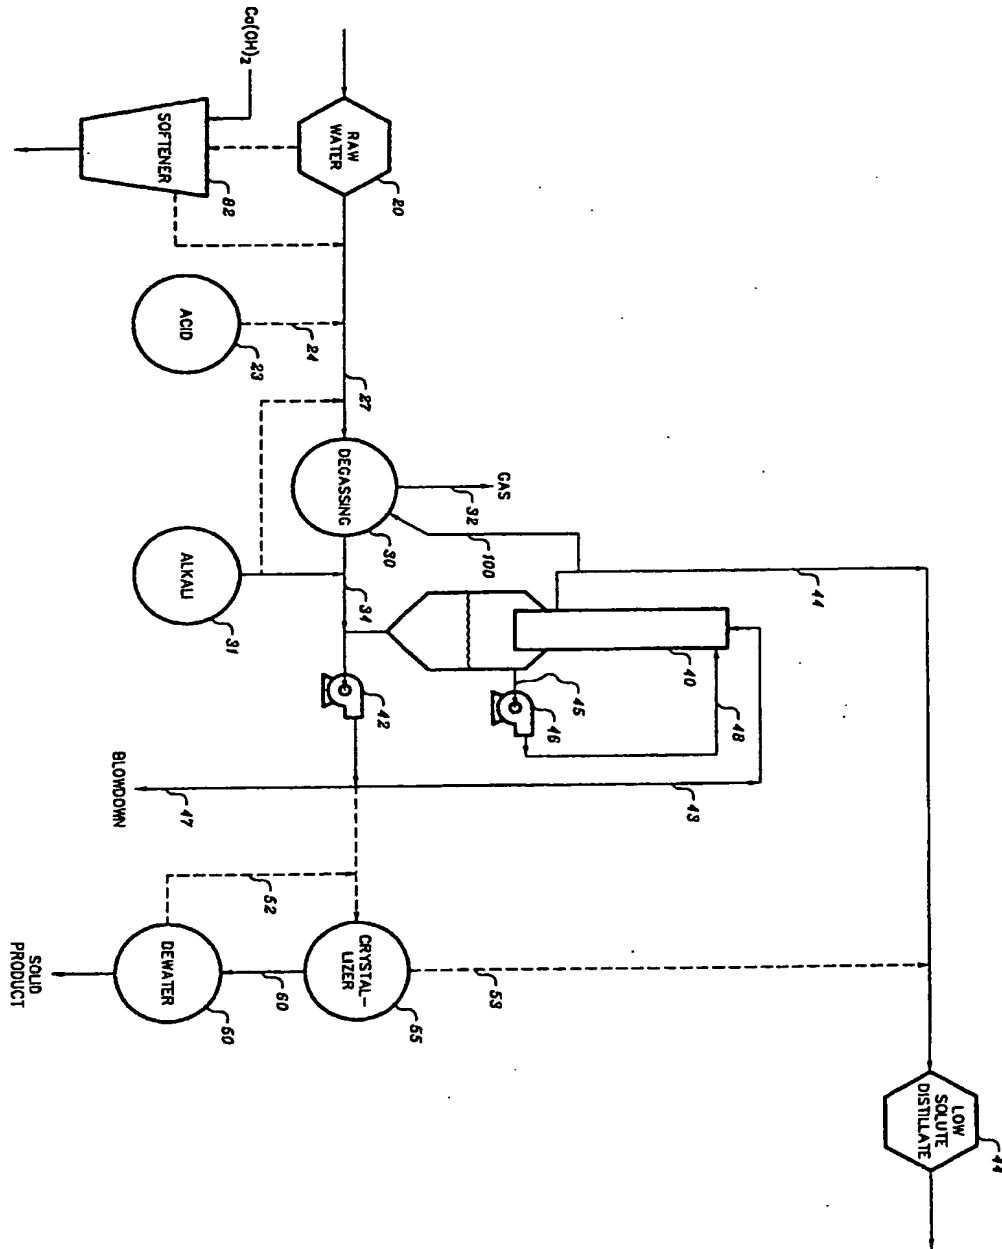 Ca(OH)2
SOFTENER
82
RAW
WATER
20
ACID
23
24
27
DEGASSING
30
GAS
32
100
ALKALI
31
34
44
40
45
46
48
42
43
BLOWDOWN
47
52
DEWATER
60
SOLID
PRODUCT
60
CRYSTAL-
LIZER
55
53
LOW
SOLUTE
DISTILLATE
44